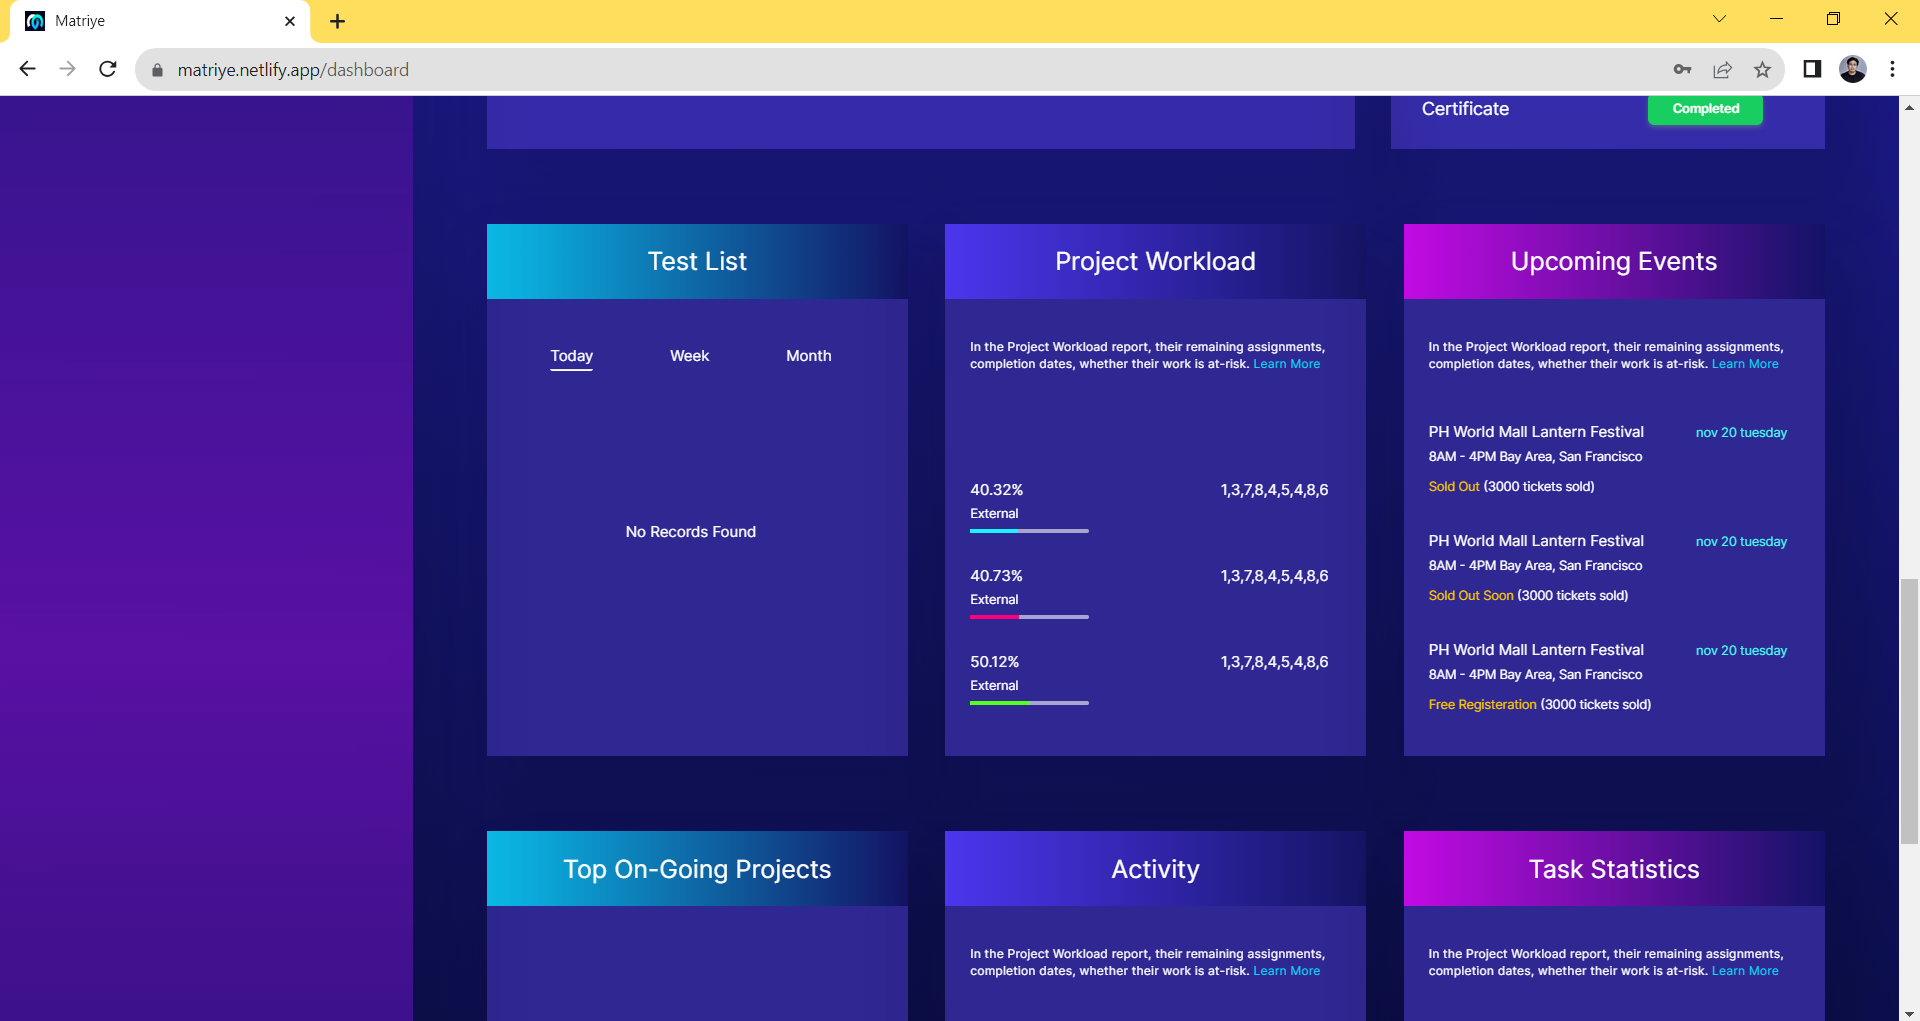 Matriye
matriye.netlify.app/dashboard
Certificate
Completed
Test List
Today Week Month
No Records Found
Project Workload
In the Project Workload report, their remaining assignments,
completion dates, whether their work is at-risk. Learn More
40.32% 1,3,7,8,4,5,4,8,6
External
40.73% 1,3,7,8,4,5,4,8,6
External
50.12% 1,3,7,8,4,5,4,8,6
External
Upcoming Events
In the Project Workload report, their remaining assignments,
completion dates, whether their work is at-risk. Learn More
PH World Mall Lantern Festival nov 20 tuesday
8AM - 4PM Bay Area, San Francisco
Sold Out (3000 tickets sold)
PH World Mall Lantern Festival nov 20 tuesday
8AM - 4PM Bay Area, San Francisco
Sold Out Soon (3000 tickets sold)
PH World Mall Lantern Festival nov 20 tuesday
8AM - 4PM Bay Area, San Francisco
Free Registeration (3000 tickets sold)
Top On-Going Projects
Activity
In the Project Workload report, their remaining assignments,
completion dates, whether their work is at-risk. Learn More
Task Statistics
In the Project Workload report, their remaining assignments,
completion dates, whether their work is at-risk. Learn More